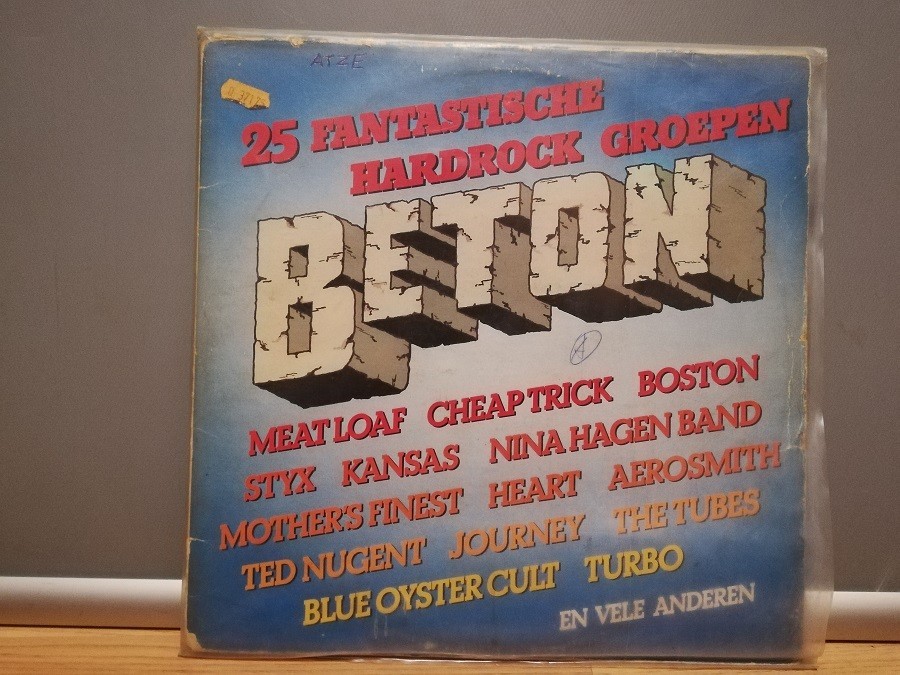 ATZE
25 FANTASTISCHE
HARDROCK GROEPEN
BETON
A
MEAT LOAF CHEAP TRICK BOSTON
STYX KANSAS NINA HAGEN BAND
MOTHER'S FINEST HEART AEROSMITH
TED NUGENT JOURNEY THE TUBES
BLUE OYSTER CULT TURBO
EN VELE ANDEREN